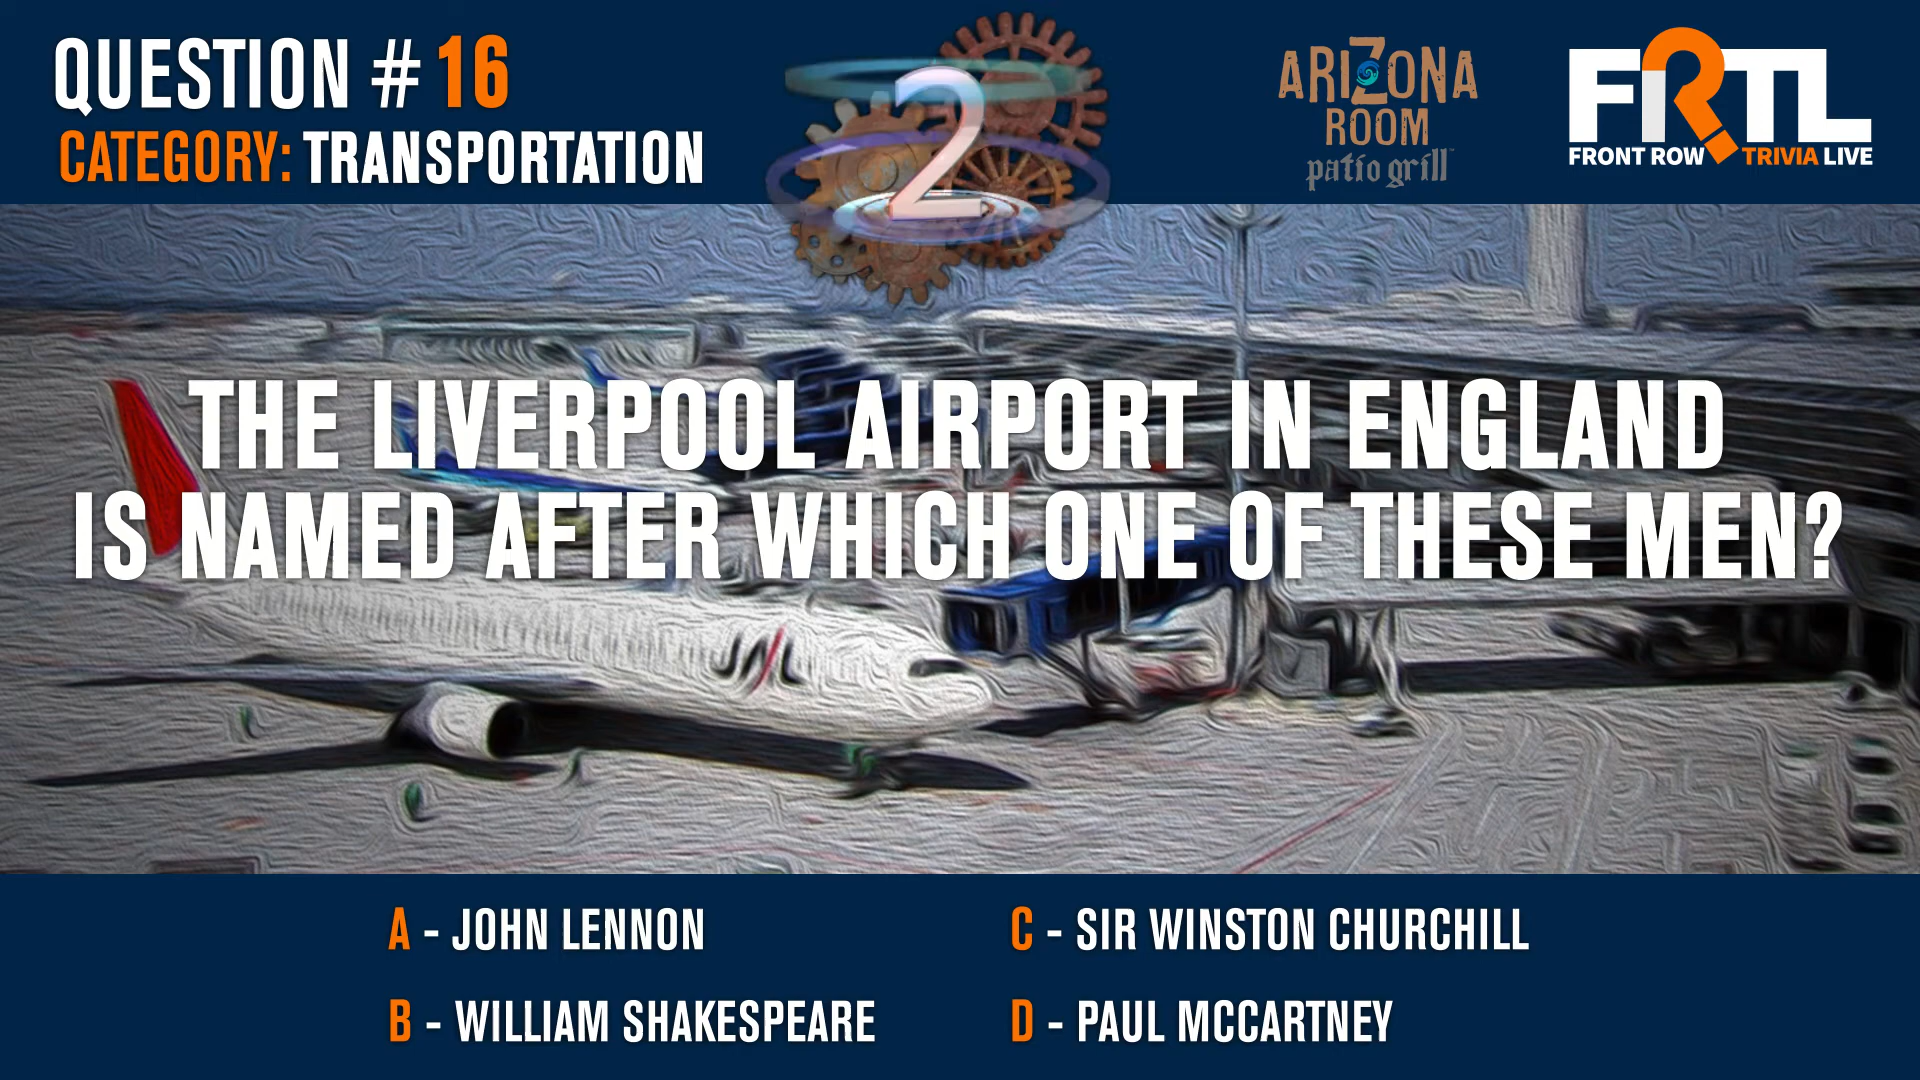 QUESTION # 16
CATEGORY: TRANSPORTATION
2
ARIZONA
ROOM
patio grill
FRTL
FRONT ROW TRIVIA LIVE
THE LIVERPOOL AIRPORT IN ENGLAND
IS NAMED AFTER WHICH ONE OF THESE MEN?
JAL
A - JOHN LENNON
C - SIR WINSTON CHURCHILL
B - WILLIAM SHAKESPEARE
D - PAUL MCCARTNEY